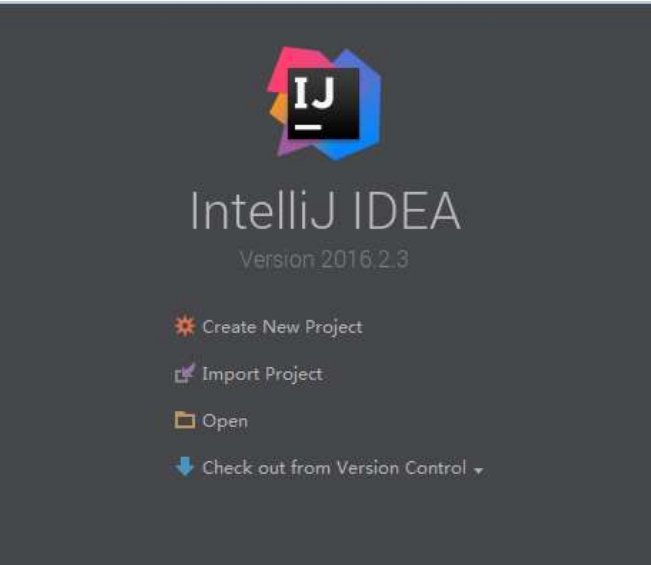 IJ
IntelliJ IDEA
Version 2016.2.3
Create New Project
Import Project
Open
Check out from Version Control